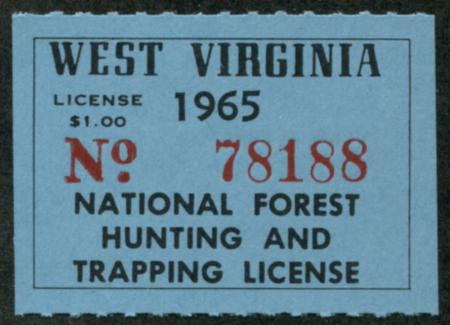 WEST VIRGINIA
LICENSE 1965
$1.00
No 78188
NATIONAL FOREST
HUNTING AND
TRAPPING LICENSE